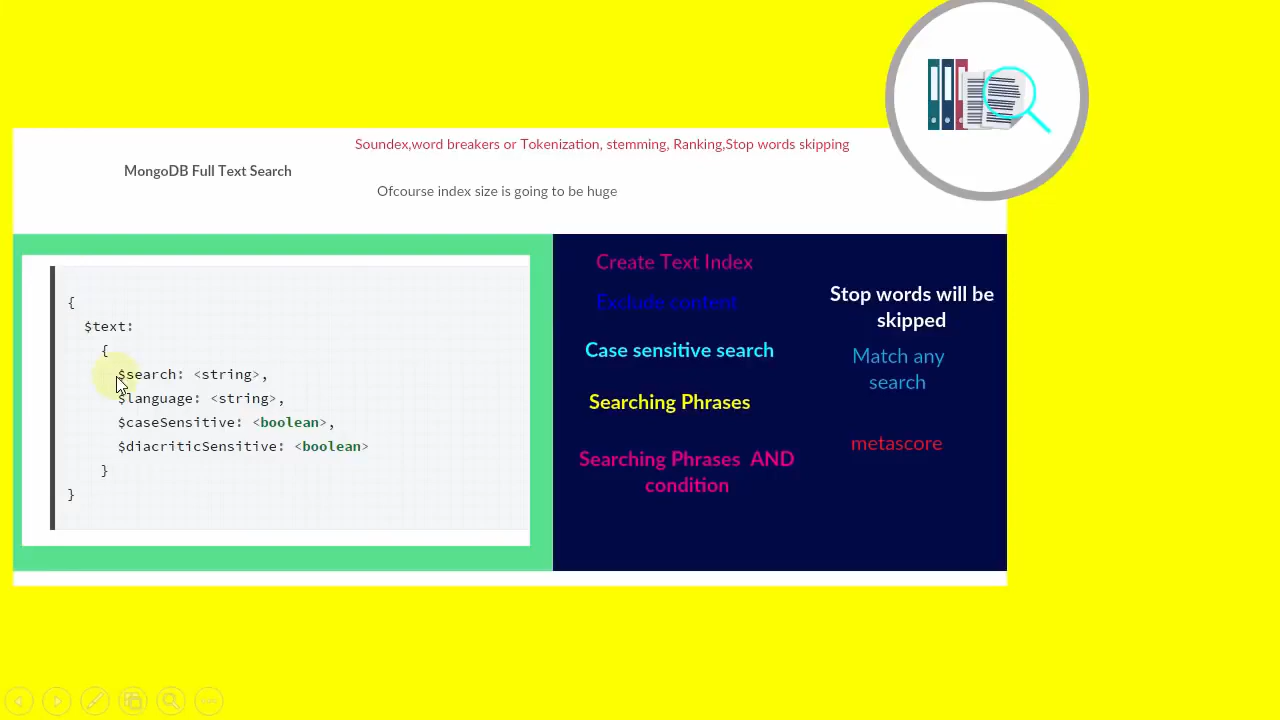 Soundex,word breakers or Tokenization, stemming, Ranking,Stop words skipping
MongoDB Full Text Search
Ofcourse index size is going to be huge
{
$text:
{
$search: <string>,
$language: <string>,
$caseSensitive: <boolean>,
$diacriticSensitive: <boolean>
}
}
Create Text Index
Exclude content
Case sensitive search
Searching Phrases
Searching Phrases AND
condition
Stop words will be
skipped
Match any
search
metascore